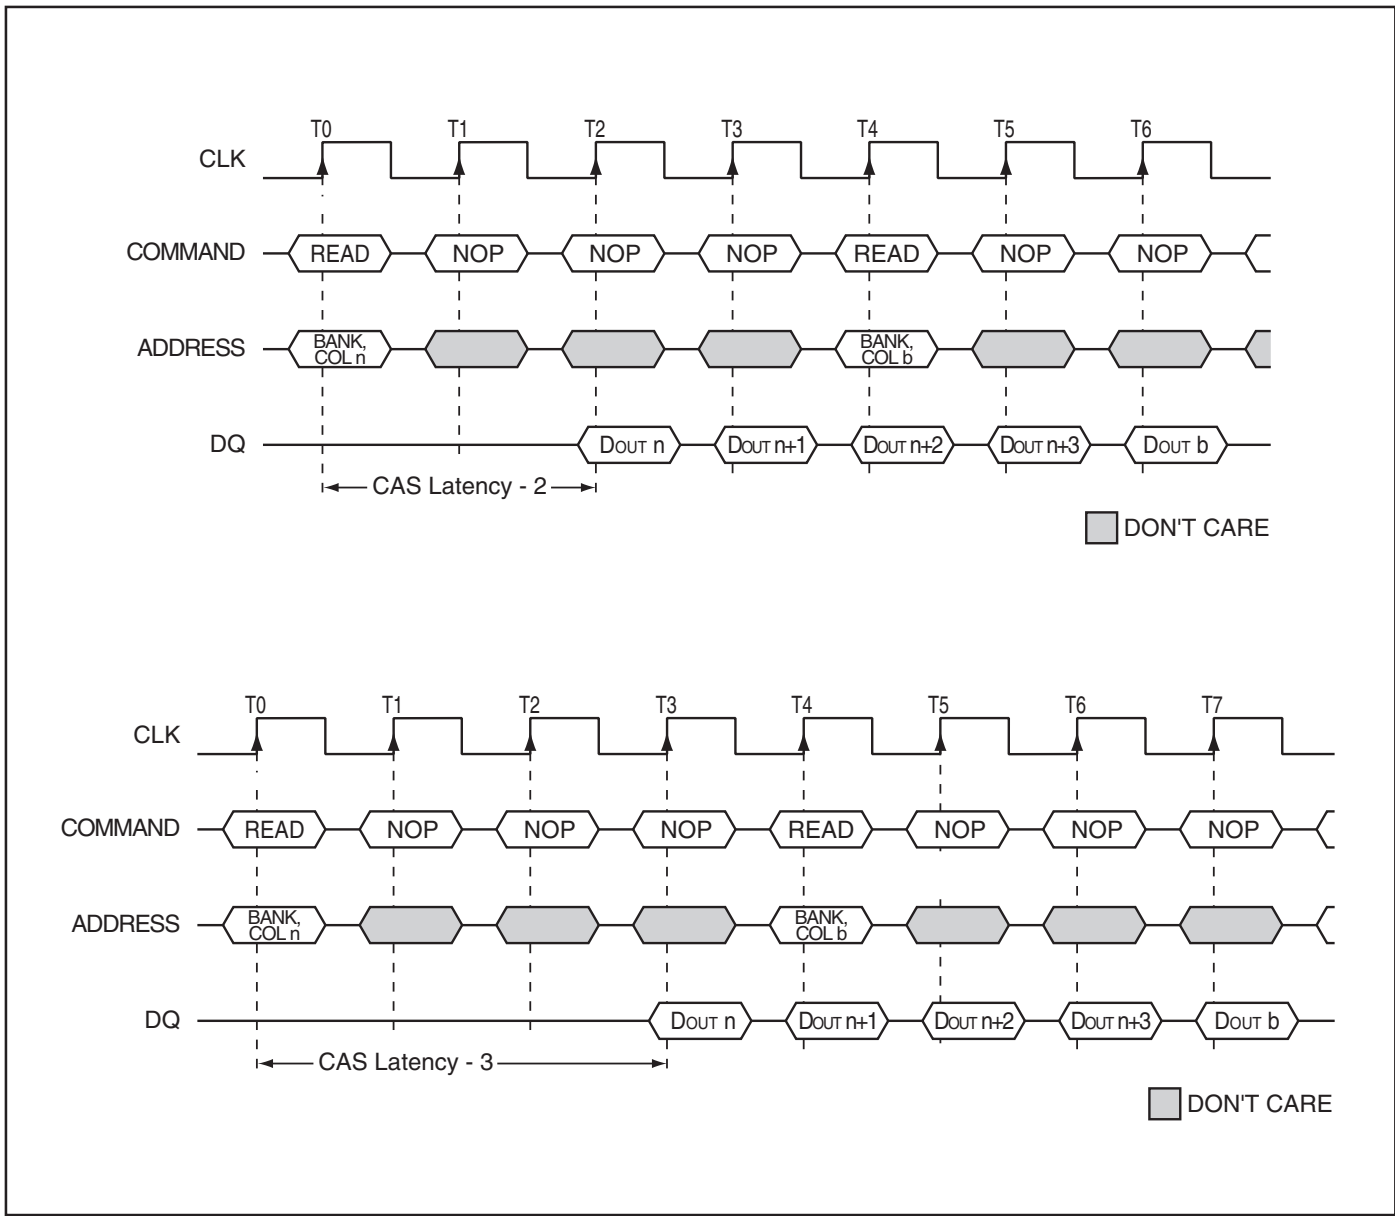 T0 T1 T2 T3 T4 T5 T6
CLK
COMMAND READ NOP NOP NOP READ NOP NOP
ADDRESS BANK, COL n BANK, COL b
DQ DOUT n DOUT n+1 DOUT n+2 DOUT n+3 DOUT b
CAS Latency - 2
DON'T CARE
T0 T1 T2 T3 T4 T5 T6 T7
CLK
COMMAND READ NOP NOP NOP READ NOP NOP NOP
ADDRESS BANK, COL n BANK, COL b
DQ DOUT n DOUT n+1 DOUT n+2 DOUT n+3 DOUT b
CAS Latency - 3
DON'T CARE